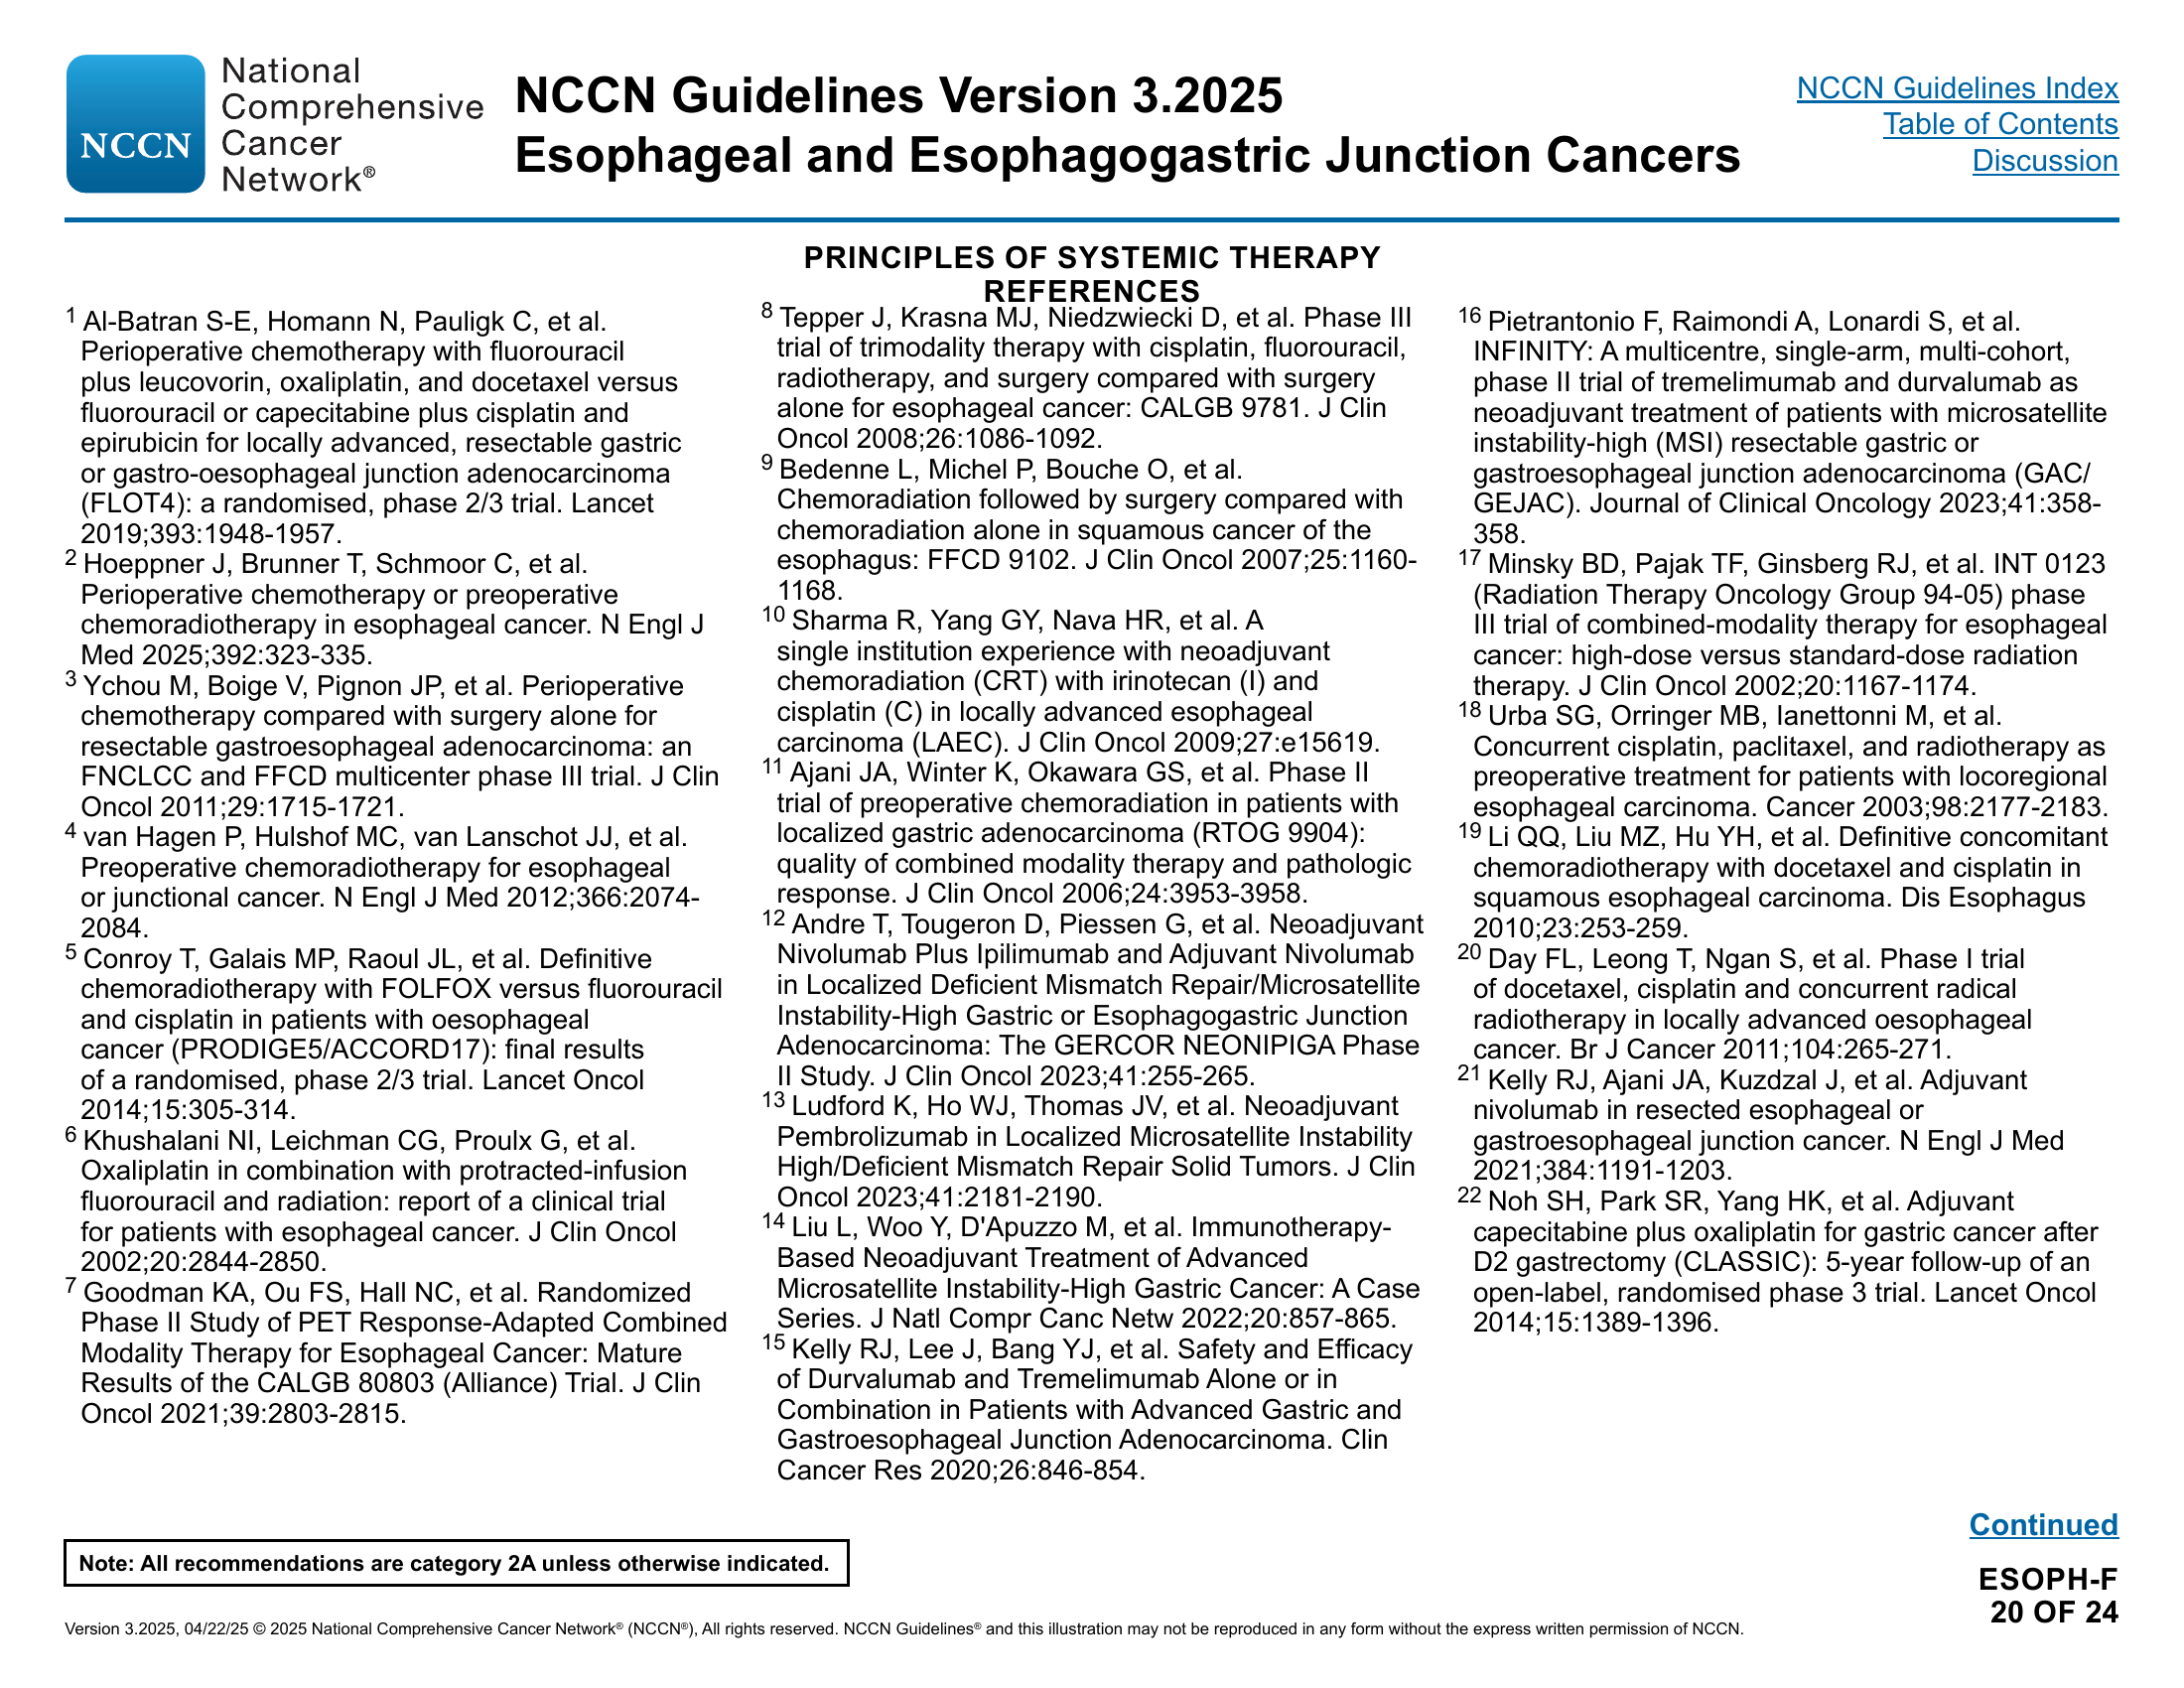 NCCN
National
Comprehensive
Cancer
Network®
NCCN Guidelines Version 3.2025
Esophageal and Esophagogastric Junction Cancers
NCCN Guidelines Index
Table of Contents
Discussion
PRINCIPLES OF SYSTEMIC THERAPY
REFERENCES
1 Al-Batran S-E, Homann N, Pauligk C, et al.
Perioperative chemotherapy with fluorouracil
plus leucovorin, oxaliplatin, and docetaxel versus
fluorouracil or capecitabine plus cisplatin and
epirubicin for locally advanced, resectable gastric
or gastro-oesophageal junction adenocarcinoma
(FLOT4): a randomised, phase 2/3 trial. Lancet
2019;393:1948-1957.
2 Hoeppner J, Brunner T, Schmoor C, et al.
Perioperative chemotherapy or preoperative
chemoradiotherapy in esophageal cancer. N Engl J
Med 2025;392:323-335.
3 Ychou M, Boige V, Pignon JP, et al. Perioperative
chemotherapy compared with surgery alone for
resectable gastroesophageal adenocarcinoma: an
FNCLCC and FFCD multicenter phase III trial. J Clin
Oncol 2011;29:1715-1721.
4 van Hagen P, Hulshof MC, van Lanschot JJ, et al.
Preoperative chemoradiotherapy for esophageal
or junctional cancer. N Engl J Med 2012;366:2074-
2084.
5 Conroy T, Galais MP, Raoul JL, et al. Definitive
chemoradiotherapy with FOLFOX versus fluorouracil
and cisplatin in patients with oesophageal
cancer (PRODIGE5/ACCORD17): final results
of a randomised, phase 2/3 trial. Lancet Oncol
2014;15:305-314.
6 Khushalani NI, Leichman CG, Proulx G, et al.
Oxaliplatin in combination with protracted-infusion
fluorouracil and radiation: report of a clinical trial
for patients with esophageal cancer. J Clin Oncol
2002;20:2844-2850.
7 Goodman KA, Ou FS, Hall NC, et al. Randomized
Phase II Study of PET Response-Adapted Combined
Modality Therapy for Esophageal Cancer: Mature
Results of the CALGB 80803 (Alliance) Trial. J Clin
Oncol 2021;39:2803-2815.
8 Tepper J, Krasna MJ, Niedzwiecki D, et al. Phase III
trial of trimodality therapy with cisplatin, fluorouracil,
radiotherapy, and surgery compared with surgery
alone for esophageal cancer: CALGB 9781. J Clin
Oncol 2008;26:1086-1092.
9 Bedenne L, Michel P, Bouche O, et al.
Chemoradiation followed by surgery compared with
chemoradiation alone in squamous cancer of the
esophagus: FFCD 9102. J Clin Oncol 2007;25:1160-
1168.
10 Sharma R, Yang GY, Nava HR, et al. A
single institution experience with neoadjuvant
chemoradiation (CRT) with irinotecan (I) and
cisplatin (C) in locally advanced esophageal
carcinoma (LAEC). J Clin Oncol 2009;27:e15619.
11 Ajani JA, Winter K, Okawara GS, et al. Phase II
trial of preoperative chemoradiation in patients with
localized gastric adenocarcinoma (RTOG 9904):
quality of combined modality therapy and pathologic
response. J Clin Oncol 2006;24:3953-3958.
12 Andre T, Tougeron D, Piessen G, et al. Neoadjuvant
Nivolumab Plus Ipilimumab and Adjuvant Nivolumab
in Localized Deficient Mismatch Repair/Microsatellite
Instability-High Gastric or Esophagogastric Junction
Adenocarcinoma: The GERCOR NEONIPIGA Phase
II Study. J Clin Oncol 2023;41:255-265.
13 Ludford K, Ho WJ, Thomas JV, et al. Neoadjuvant
Pembrolizumab in Localized Microsatellite Instability
High/Deficient Mismatch Repair Solid Tumors. J Clin
Oncol 2023;41:2181-2190.
14 Liu L, Woo Y, D'Apuzzo M, et al. Immunotherapy-
Based Neoadjuvant Treatment of Advanced
Microsatellite Instability-High Gastric Cancer: A Case
Series. J Natl Compr Canc Netw 2022;20:857-865.
15 Kelly RJ, Lee J, Bang YJ, et al. Safety and Efficacy
of Durvalumab and Tremelimumab Alone or in
Combination in Patients with Advanced Gastric and
Gastroesophageal Junction Adenocarcinoma. Clin
Cancer Res 2020;26:846-854.
16 Pietrantonio F, Raimondi A, Lonardi S, et al.
INFINITY: A multicentre, single-arm, multi-cohort,
phase II trial of tremelimumab and durvalumab as
neoadjuvant treatment of patients with microsatellite
instability-high (MSI) resectable gastric or
gastroesophageal junction adenocarcinoma (GAC/
GEJAC). Journal of Clinical Oncology 2023;41:358-
358.
17 Minsky BD, Pajak TF, Ginsberg RJ, et al. INT 0123
(Radiation Therapy Oncology Group 94-05) phase
III trial of combined-modality therapy for esophageal
cancer: high-dose versus standard-dose radiation
therapy. J Clin Oncol 2002;20:1167-1174.
18 Urba SG, Orringer MB, Ianettonni M, et al.
Concurrent cisplatin, paclitaxel, and radiotherapy as
preoperative treatment for patients with locoregional
esophageal carcinoma. Cancer 2003;98:2177-2183.
19 Li QQ, Liu MZ, Hu YH, et al. Definitive concomitant
chemoradiotherapy with docetaxel and cisplatin in
squamous esophageal carcinoma. Dis Esophagus
2010;23:253-259.
20 Day FL, Leong T, Ngan S, et al. Phase I trial
of docetaxel, cisplatin and concurrent radical
radiotherapy in locally advanced oesophageal
cancer. Br J Cancer 2011;104:265-271.
21 Kelly RJ, Ajani JA, Kuzdzal J, et al. Adjuvant
nivolumab in resected esophageal or
gastroesophageal junction cancer. N Engl J Med
2021;384:1191-1203.
22 Noh SH, Park SR, Yang HK, et al. Adjuvant
capecitabine plus oxaliplatin for gastric cancer after
D2 gastrectomy (CLASSIC): 5-year follow-up of an
open-label, randomised phase 3 trial. Lancet Oncol
2014;15:1389-1396.
Continued
Note: All recommendations are category 2A unless otherwise indicated.
ESOPH-F
20 OF 24
Version 3.2025, 04/22/25 © 2025 National Comprehensive Cancer Network® (NCCN®), All rights reserved. NCCN Guidelines® and this illustration may not be reproduced in any form without the express written permission of NCCN.